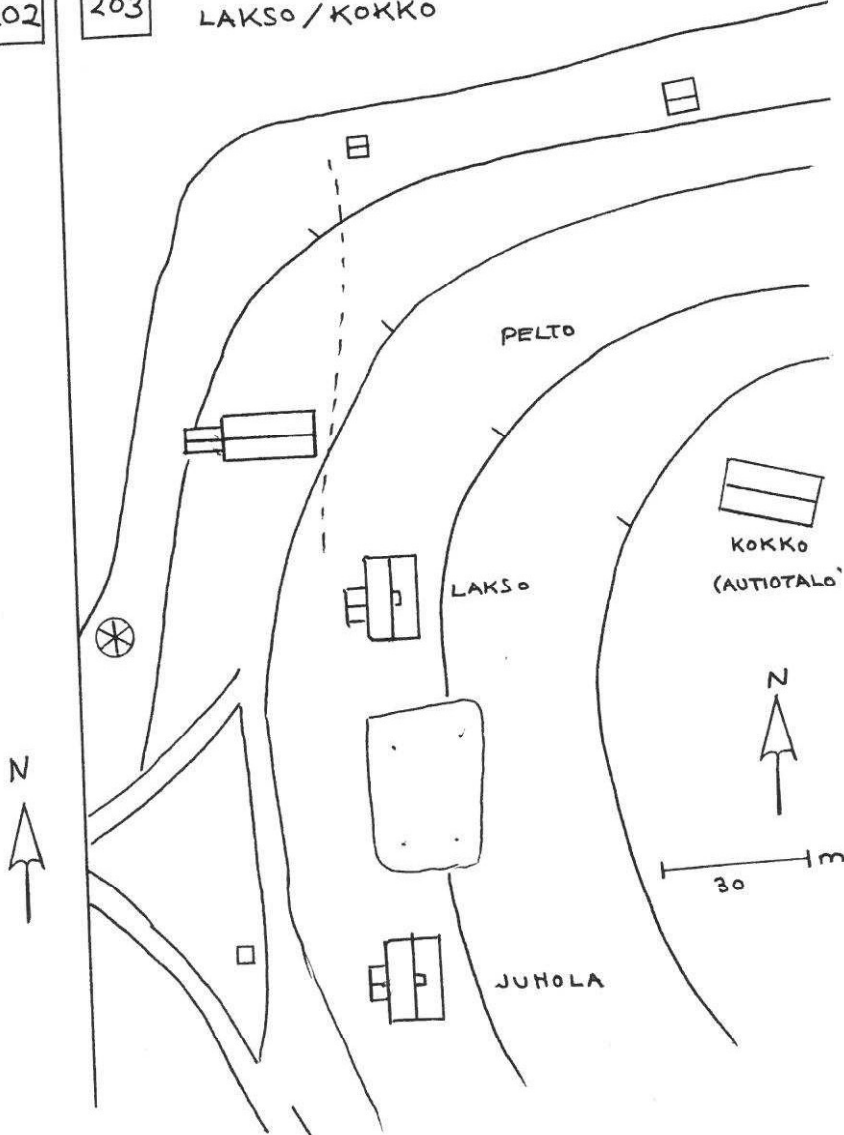 202
203
LAKSO / KOKKO
PELTO
KOKKO
(AUTIOTALO
LAKSO
N
N
30 m
JUHOLA